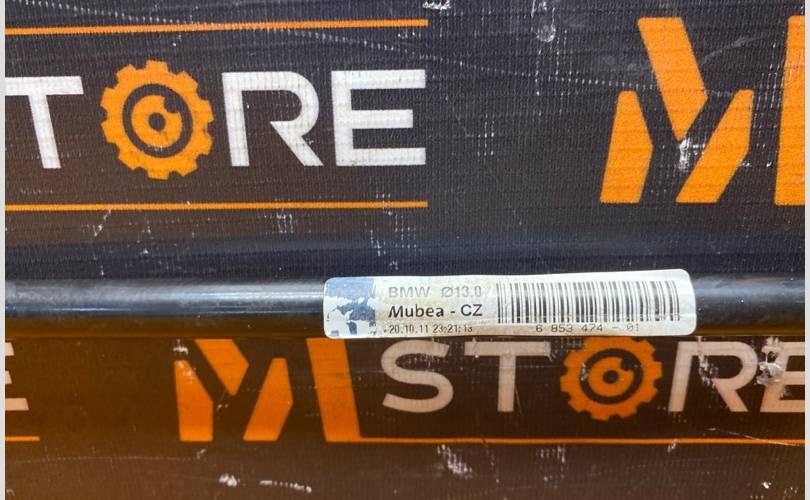 STORE
M
BMW Ø13.0
Mubea - CZ
20.10.11 23:21:13
6 853 474 - 01
E
M STORE